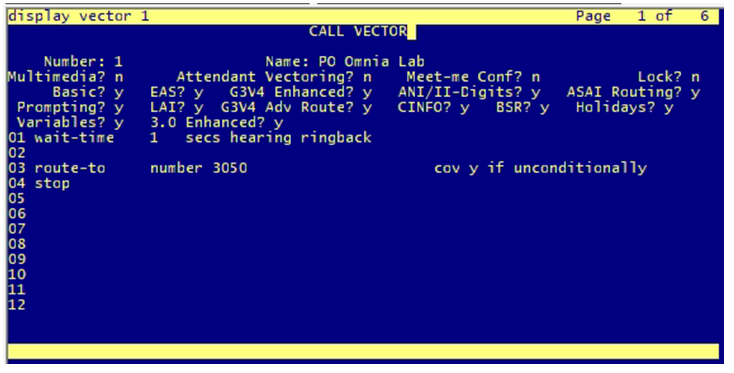 display vector 1 Page 1 of 6
CALL VECTOR
Number: 1 Name: PO Omnia Lab
Multimedia? n Attendant Vectoring? n Meet-me Conf? n Lock? n
Basic? y EAS? y G3V4 Enhanced? y ANI/II-Digits? y ASAI Routing? y
Prompting? y LAI? y G3V4 Adv Route? y CINFO? y BSR? y Holidays? y
Variables? y 3.0 Enhanced? y
01 wait-time 1 secs hearing ringback
02
03 route-to number 3050 cov y if unconditionally
04 stop
05
06
07
08
09
10
11
12